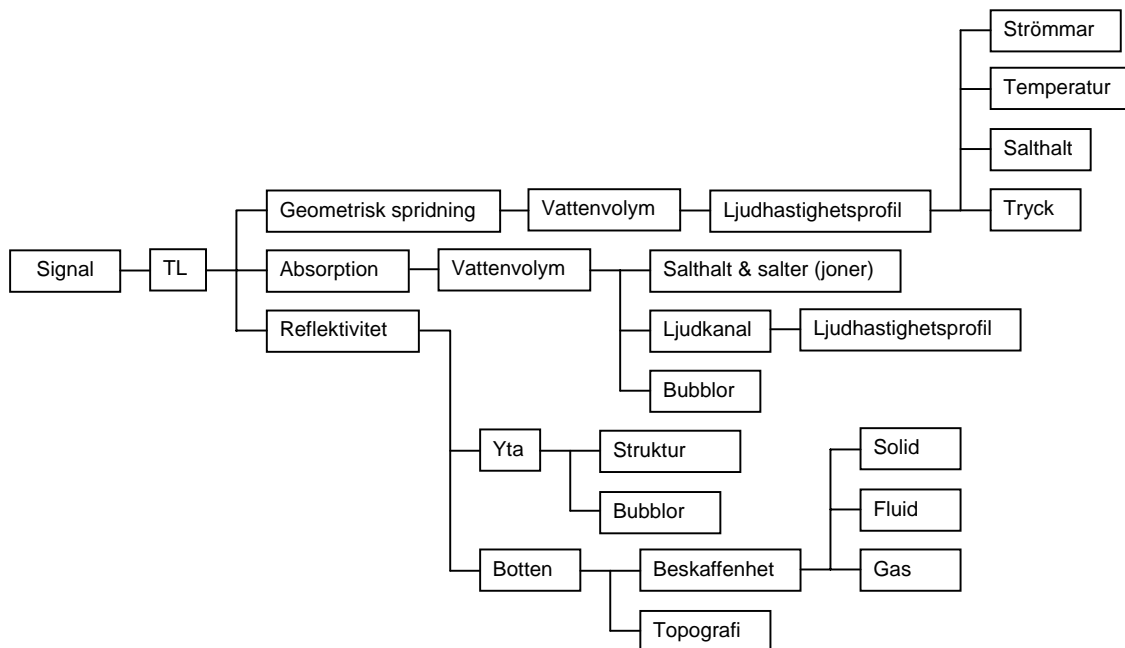 Strömmar
Temperatur
Salthalt
Geometrisk spridning
Vattenvolym
Ljudhastighetsprofil
Tryck
Signal
TL
Absorption
Vattenvolym
Salthalt & salter (joner)
Reflektivitet
Ljudkanal
Ljudhastighetsprofil
Bubblor
Yta
Struktur
Solid
Bubblor
Fluid
Botten
Beskaffenhet
Gas
Topografi